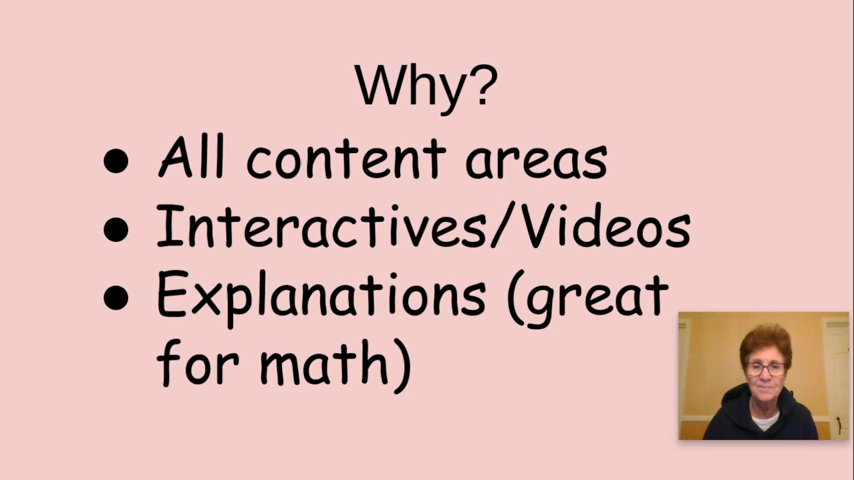 Why?
● All content areas
● Interactives/Videos
● Explanations (great
for math)